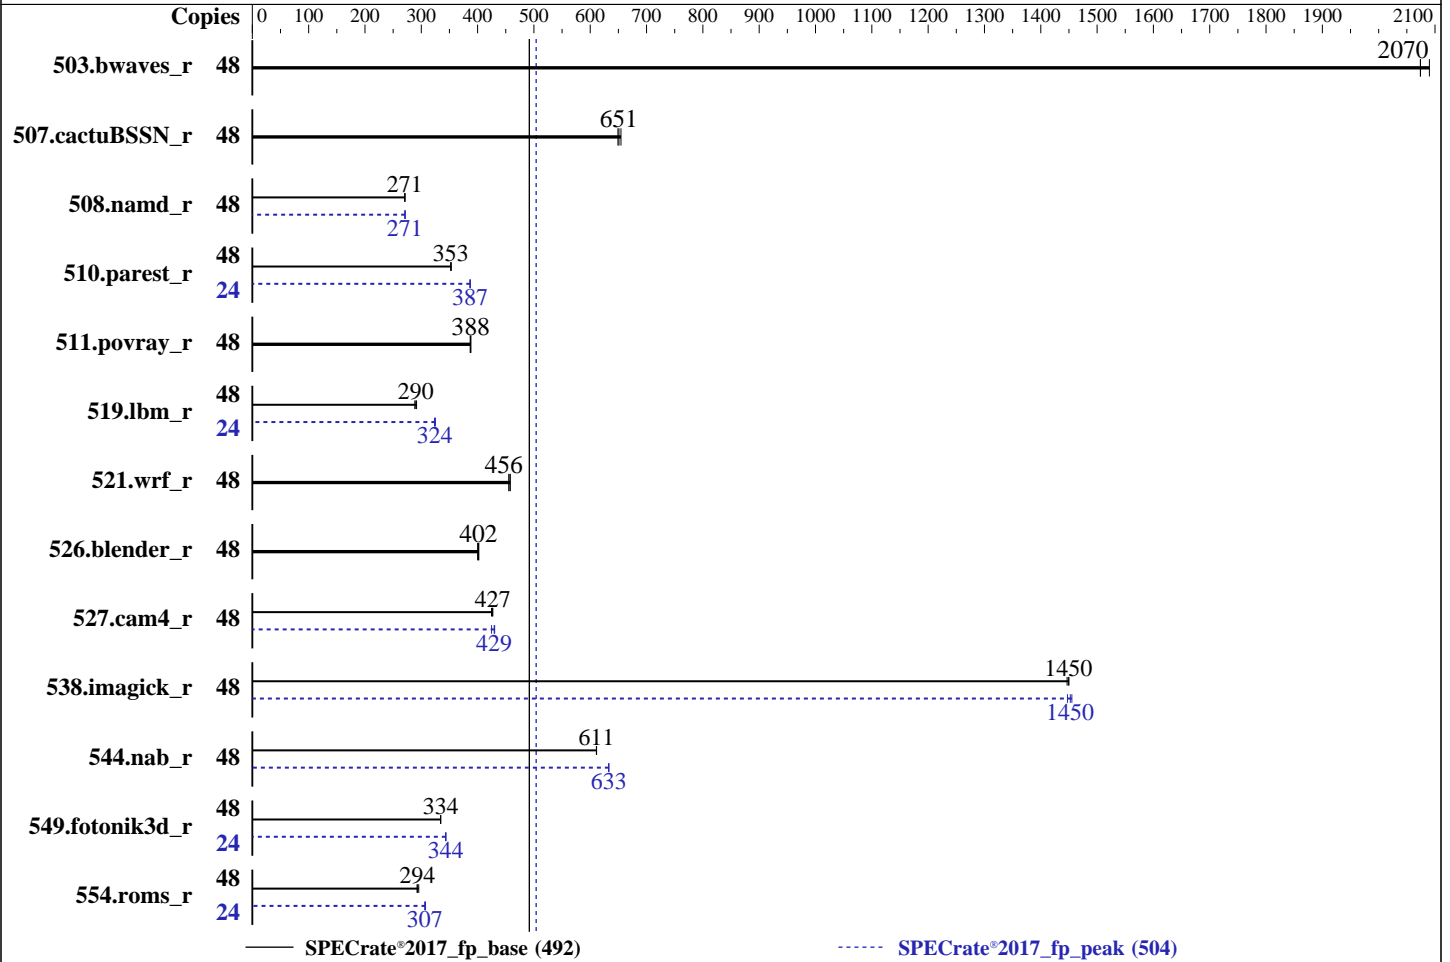 Copies 0 100 200 300 400 500 600 700 800 900 1000 1100 1200 1300 1400 1500 1600 1700 1800 1900 2100
2070
503.bwaves_r 48
651
507.cactuBSSN_r 48
271
508.namd_r 48
271
353
48
510.parest_r
24
387
388
511.povray_r 48
290
48
519.lbm_r
24
324
456
521.wrf_r 48
402
526.blender_r 48
427
527.cam4_r 48
429
1450
538.imagick_r 48
1450
611
544.nab_r 48
633
334
48
549.fotonik3d_r
24
344
294
48
554.roms_r
24
307
SPECrate®2017_fp_base (492) SPECrate®2017_fp_peak (504)